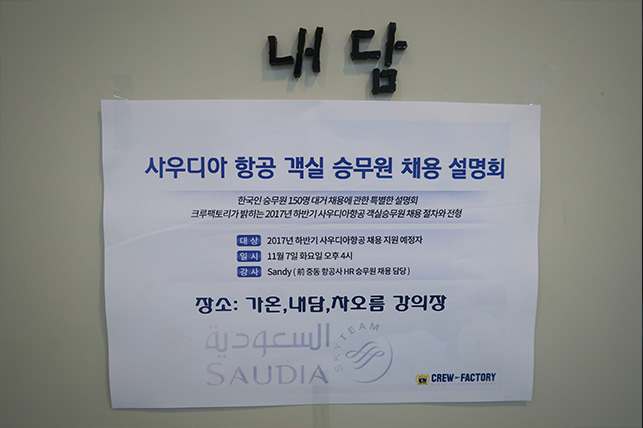 내담
사우디아 항공 객실 승무원 채용 설명회
한국인 승무원 150명 대거 채용에 관한 특별한 설명회
크루팩토리가 밝히는 2017년 하반기 사우디아항공 객실승무원 채용 절차와 전형
대상 2017년 하반기 사우디아항공 채용 지원 예정자
일시 11월 7일 화요일 오후 4시
강사 Sandy ( 前 중동 항공사 HR 승무원 채용 담당 )
장소: 가온,내담,차오름 강의장
السعودية
SAUDIA
SKYTEAM
CREW-FACTORY